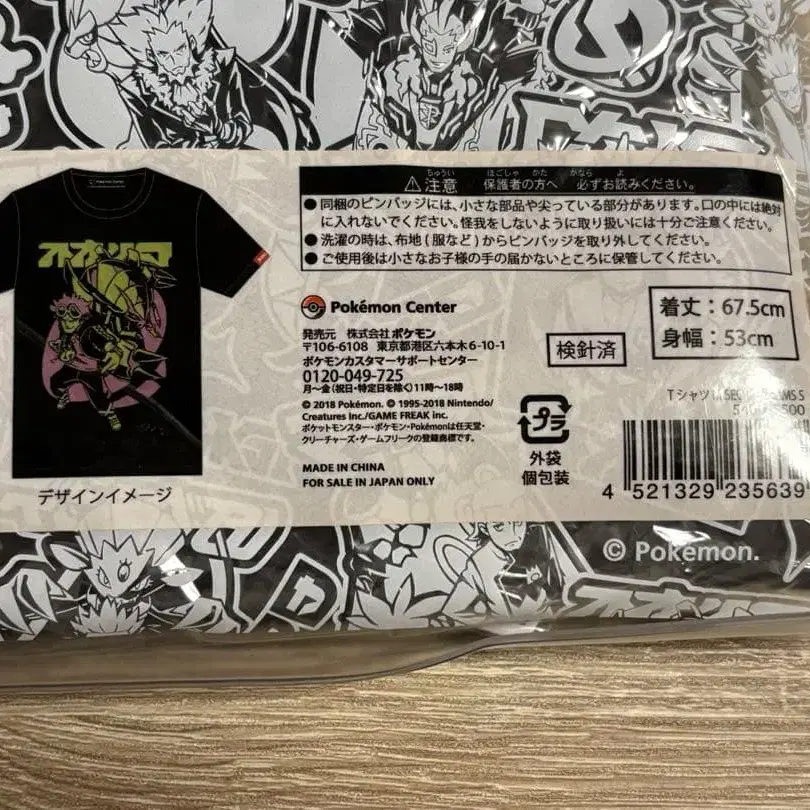 Pokémon Center
オオツコ
デザインイメージ
ちゅうい ほごしゃ かた かなら よ
⚠注意 保護者の方へ 必ずお読みください。
●同梱のピンバッジには、小さな部品や尖っている部分があります。口の中には絶対
に入れないでください。怪我をしないように取り扱いには十分ご注意ください。
●洗濯の時は、布地(服など)からピンバッジを取り外してください。
●ご使用後は小さなお子様の手の届かないところに保管してください。
Pokémon Center
発売元 株式会社ポケモン
〒106-6108 東京都港区六本木6-10-1
ポケモンカスタマーサポートセンター
0120-049-725
月〜金(祝日・特定日を除く)11時〜18時
© 2018 Pokémon. © 1995-2018 Nintendo/
Creatures Inc./GAME FREAK inc.
ポケットモンスター・ポケモン・Pokémonは任天堂・
クリーチャーズ・ゲームフリークの登録商標です。
MADE IN CHINA
FOR SALE IN JAPAN ONLY
検針済
着丈：67.5cm
身幅：53cm
プラ
外袋
個包装
Tシャツ
4 521329 235639
© Pokémon.